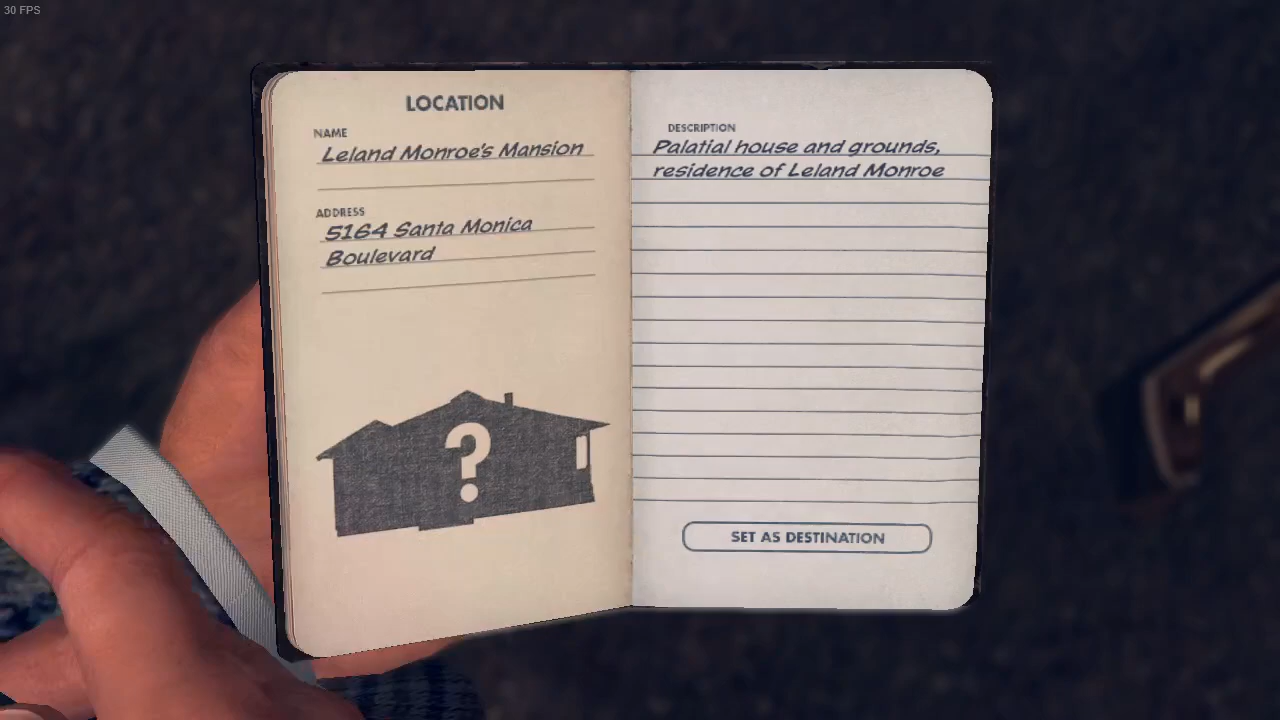 30 FPS
LOCATION
NAME
Leland Monroe's Mansion
ADDRESS
5164 Santa Monica
Boulevard
?
DESCRIPTION
Palatial house and grounds,
residence of Leland Monroe
SET AS DESTINATION